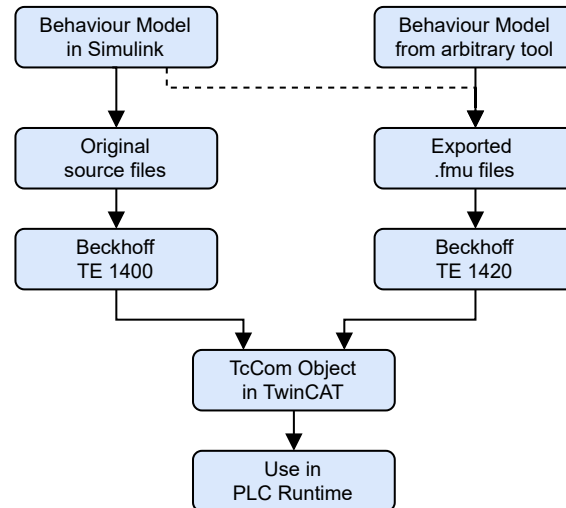 Behaviour Model
in Simulink
Behaviour Model
from arbitrary tool
Original
source files
Exported
.fmu files
Beckhoff
TE 1400
Beckhoff
TE 1420
TcCom Object
in TwinCAT
Use in
PLC Runtime